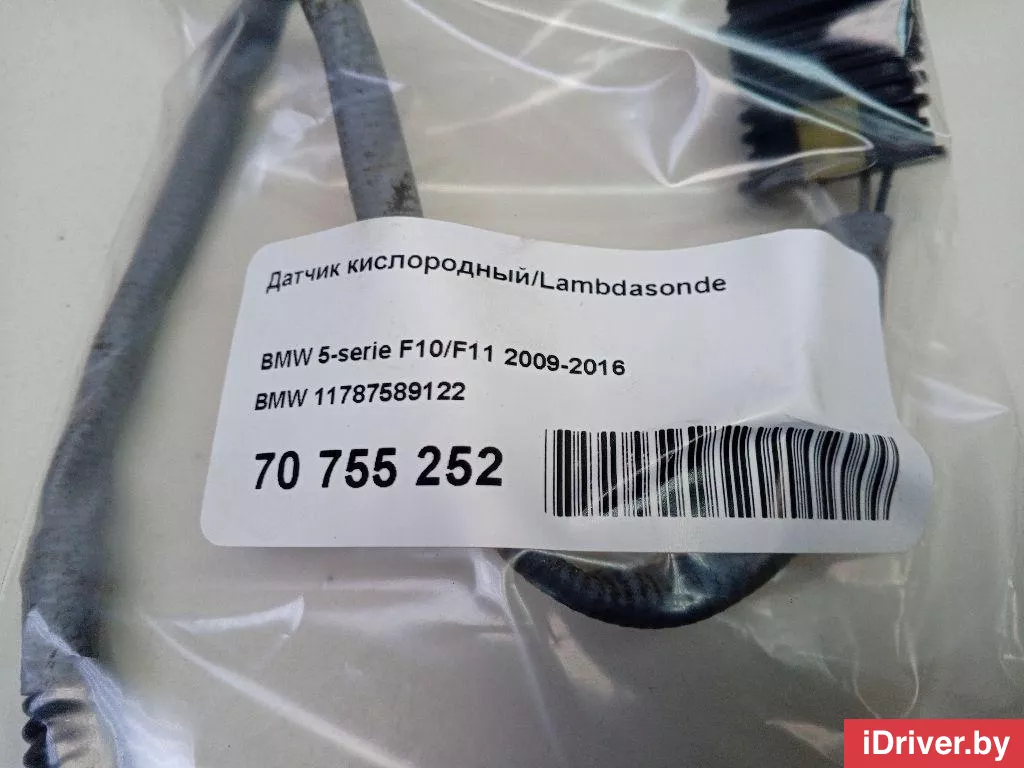 Датчик кислородный/Lambdasonde
BMW 5-serie F10/F11 2009-2016
BMW 11787589122
70 755 252
iDriver.by